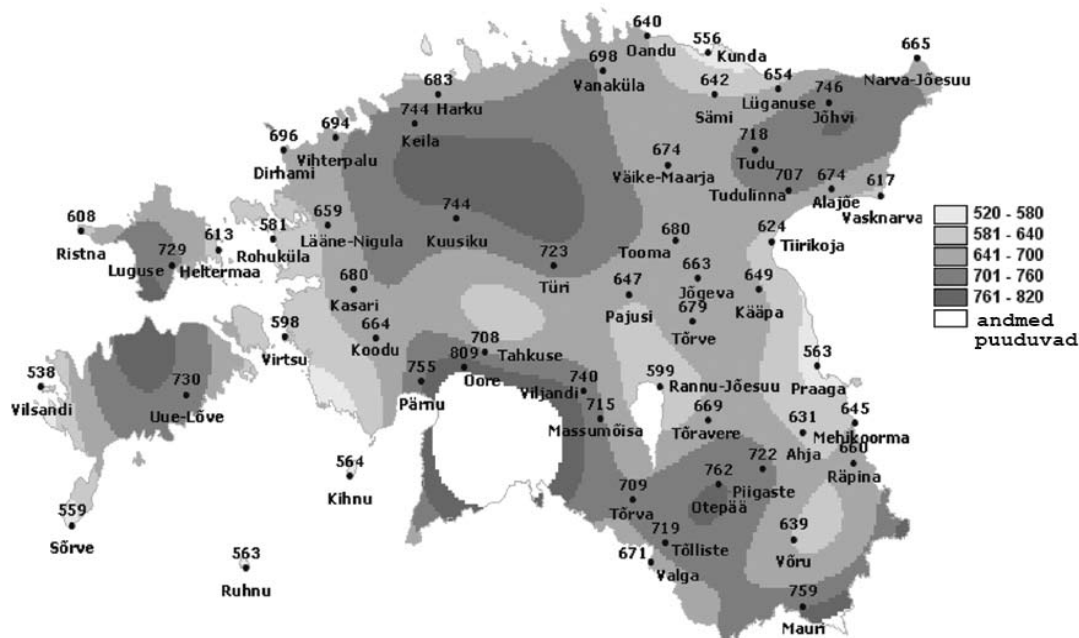 640
Oandu
556
Kunda
698
Vanaküla
665
Narva-Jõesuu
683
Harku
642
Sämi
654
Lüganuse
746
Jõhvi
744
Keila
694
Vihterpalu
696
Dirhami
718
Tudu
674
Väike-Maarja
707
Tudulinna
674
Alajõe
617
Vasknarva
608
Ristna
729
Luguse
613
Heltermaa
581
Rohuküla
659
Lääne-Nigula
744
Kuusiku
723
Türi
680
Tooma
624
Tiirikoja
663
Jõgeva
649
Kääpa
647
Pajusi
679
Tõrve
680
Kasari
664
Koodu
598
Virtsu
708
Tahkuse
809
Oore
755
Pärnu
740
Viljandi
715
Massumõisa
599
Rannu-Jõesuu
563
Praaga
669
Tõravere
631
Ahja
645
Mehikoorma
660
Räpina
538
Vilsandi
730
Uue-Lõve
564
Kihnu
559
Sõrve
563
Ruhnu
709
Tõrva
762
Otepää
722
Piigaste
719
Tõlliste
671
Valga
639
Võru
759
Mauri
520 - 580
581 - 640
641 - 700
701 - 760
761 - 820
andmed
puuduvad